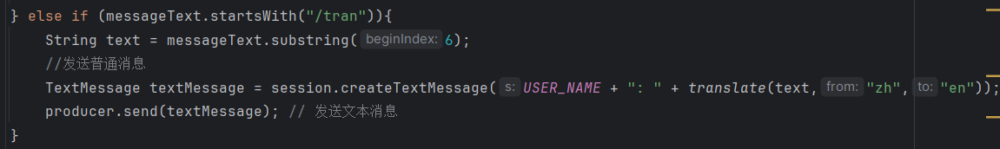 } else if (messageText.startsWith("/tran")){
String text = messageText.substring( beginIndex: 6);
//发送普通消息
TextMessage textMessage = session.createTextMessage( s: USER_NAME + ": " + translate(text, from: "zh", to: "en"));
producer.send(textMessage); // 发送文本消息
}